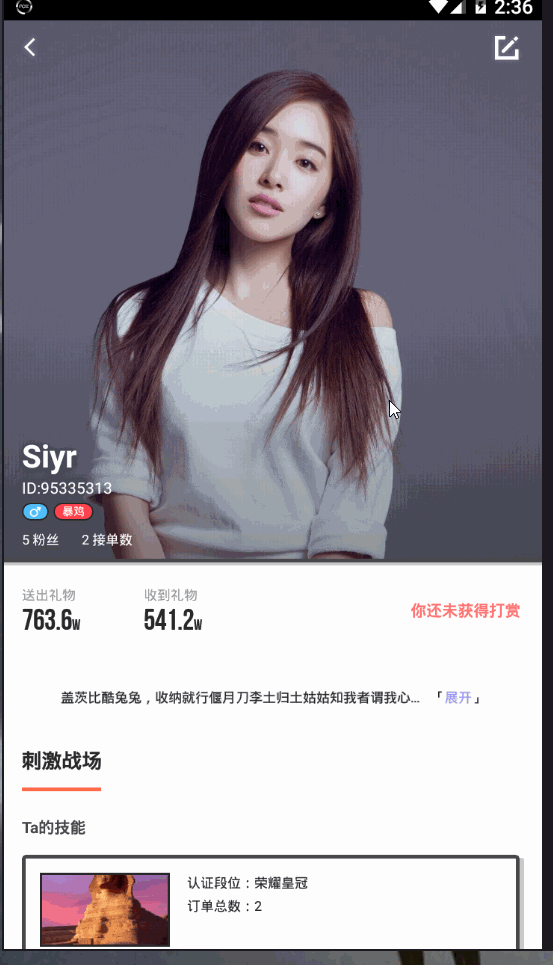 2:36
Siyr
ID:95335313
暴鸡
5 粉丝 2 接单数
送出礼物 收到礼物
763.6w 541.2w
你还未获得打赏
盖茨比酷兔兔，收纳就行偃月刀李土归土姑姑知我者谓我心... 「展开」
刺激战场
Ta的技能
认证段位：荣耀皇冠
订单总数：2